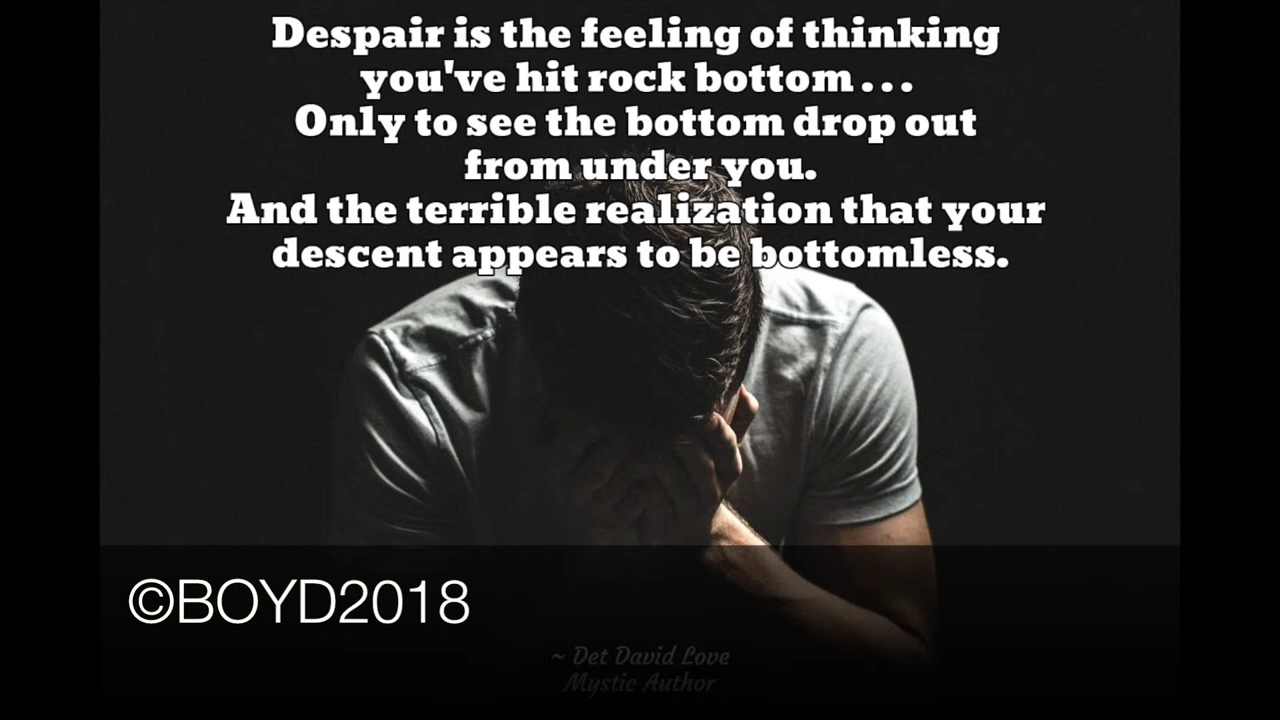 Despair is the feeling of thinking
you've hit rock bottom...
Only to see the bottom drop out
from under you.
And the terrible realization that your
descent appears to be bottomless.
©BOYD2018
~ Det David Love
Mystic Author